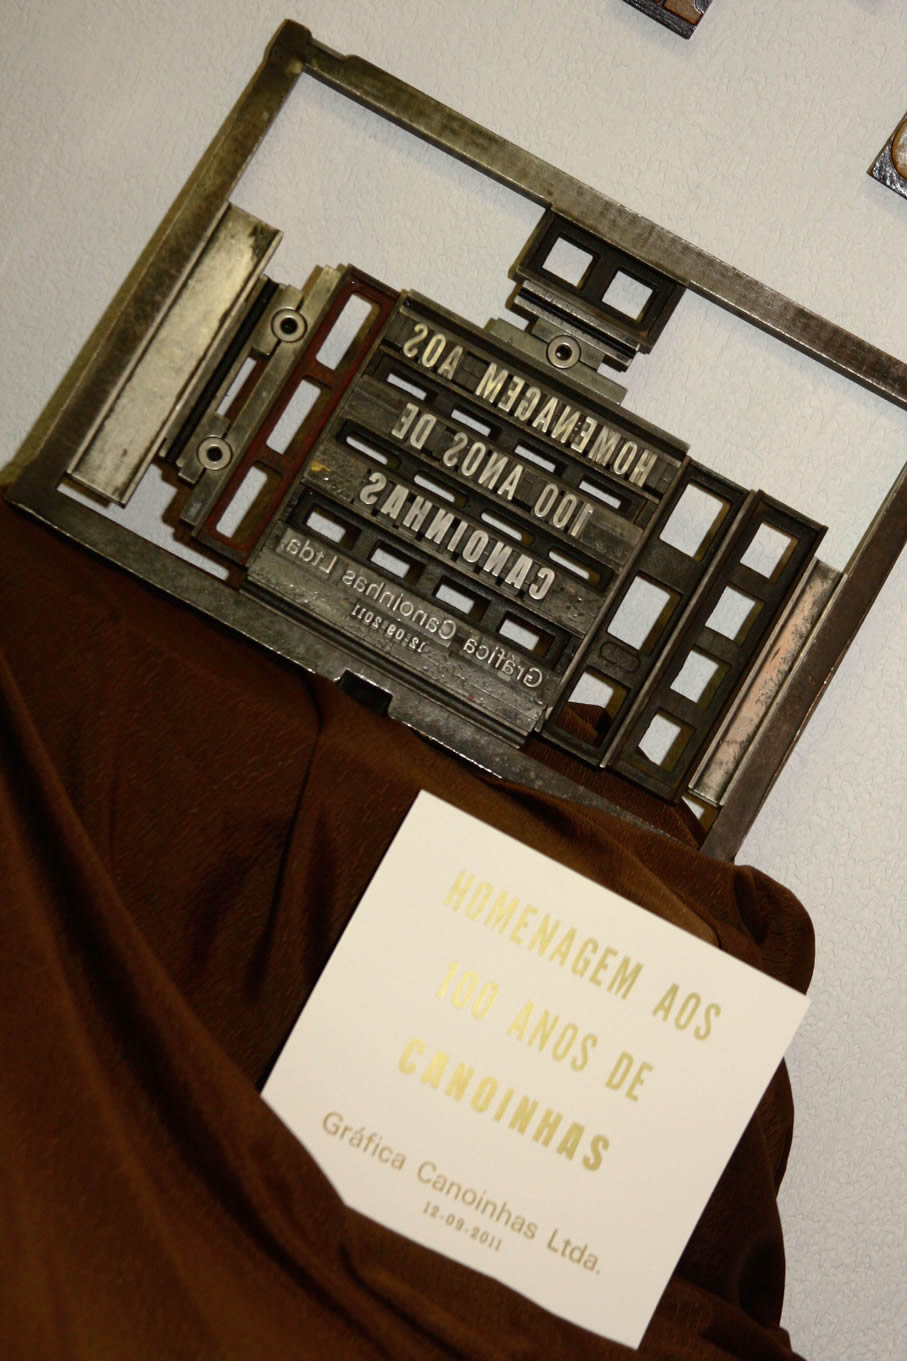 HOMENAGEM AOS
100 ANOS DE
CANOINHAS
Gráfica Canoinhas Ltda.
12-09-2011
HOMENAGEM AOS
100 ANOS DE
CANOINHAS
Gráfica Canoinhas Ltda.
12-09-2011